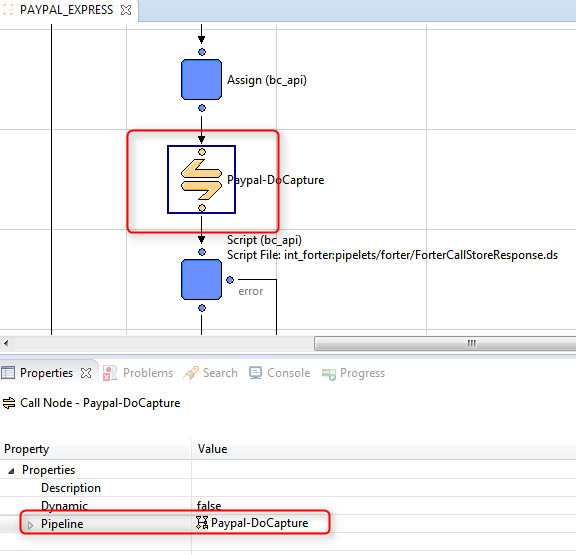 PAYPAL_EXPRESS
Assign (bc_api)
Paypal-DoCapture
Script (bc_api)
Script File: int_forter:pipelets/forter/ForterCallStoreResponse.ds
error
Properties Problems Search Console Progress
Call Node - Paypal-DoCapture
Property Value
Properties
Description
Dynamic false
Pipeline Paypal-DoCapture